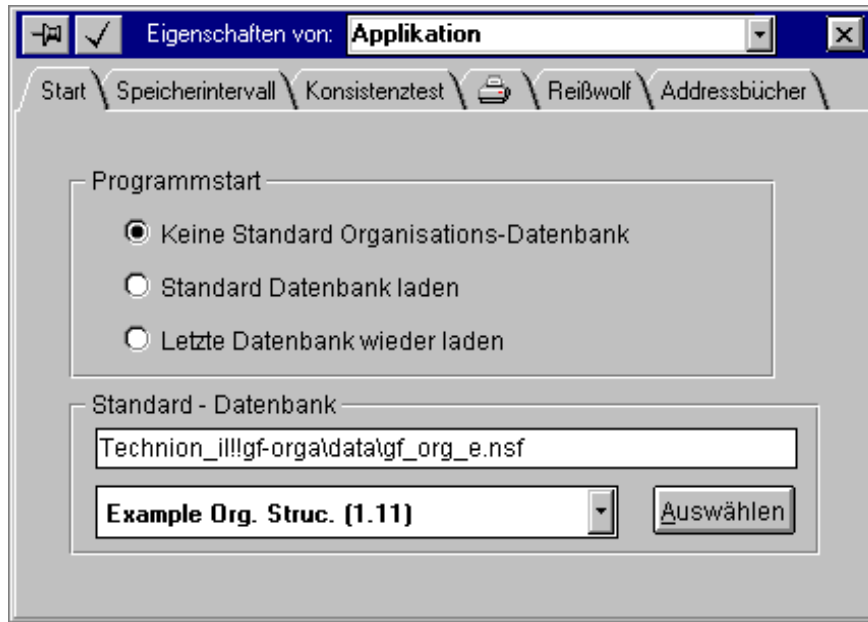 Eigenschaften von: Applikation
Start Speicherintervall Konsistenztest Reißwolf Addressbücher
Programmstart
Keine Standard Organisations-Datenbank
Standard Datenbank laden
Letzte Datenbank wieder laden
Standard - Datenbank
Technion_il!!gf-orga\data\gf_org_e.nsf
Example Org. Struc. (1.11) Auswählen